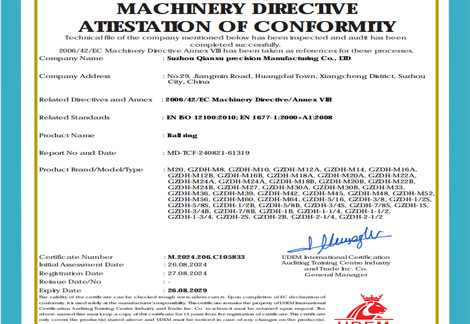 MACHINERY DIRECTIVE
ATIESTATION OF CONFORMITY
Technical file of the company mentioned below has been inspected and audit has been
completed successfully.
2006/42/EC Machinery Directive Annex VIII has been taken as references for these processes.
Company Name : Suzhou Qianxu precision Manufacturing Co., LTD
Company Address : No.29, Jiangmin Road, Huangdai Town, Xiangcheng District, Suzhou
City, China
Related Directives and Annex : 2006/42/EC Machinery Directive/Annex VIII
Related Standards : EN ISO 12100:2010; EN 1677-1:2000+A1:2008
Product Name : Ball ring
Report No and Date : MD-TCF-240821-61319
Product Brand/Model/Type : M20, GZDH-M8, GZDH-M10, GZDH-M12A, GZDH-M14, GZDH-M16A,
GZDH-M12B, GZDH-M16B, GZDH-M18A, GZDH-M20A, GZDH-M22A,
GZDH-M24A, GZDH-M24A, GZDH-M18B, GZDH-M20B, GZDH-M22B,
GZDH-M24B, GZDH-M27, GZDH-M30A, GZDH-M30B, GZDH-M33,
GZDH-M36, GZDH-M39, GZDH-M42, GZDH-M45, GZDH-M48, GZDH-M52,
GZDH-M56, GZDH-M60, GZDH-M64, GZDH-5/16, GZDH-3/8, GZDH-1/2S,
GZDH-5/8S, GZDH-1/2B, GZDH-5/8B, GZDH-3/4S, GZDH-7/8S, GZDH-1S,
GZDH-3/4B, GZDH-7/8B, GZDH-1B, GZDH-1-1/4, GZDH-1-1/2,
GZDH-1-3/4, GZDH-2S, GZDH-2B, GZDH-2-1/4, GZDH-2-1/2
Certificate Number : M.2024.206.C105833
Initial Assessment Date : 26.08.2024
Registration Date : 27.08.2024
Reissue Date/No : -
Expiry Date : 26.08.2029
UDEM International Certification
Auditing Training Centre Industry
and Trade Inc. Co.
General Manager
The validity of the certificate can be checked trough www.udem.com.tr. Upon completion of EC declaration of
conformity, it is used solely at the manufacturer's responsibility. The certificate remains the property of UDEM International
Certification Auditing Training Centre Industry and Trade Inc. Co. to whom it must be returned upon request. The
above named firm must keep a copy of this certificate for 15 years from the registration of certificate. This certificate
only covers the product(s) stated above and UDEM must be noticed in case of any changes on the product(s).
UDEM